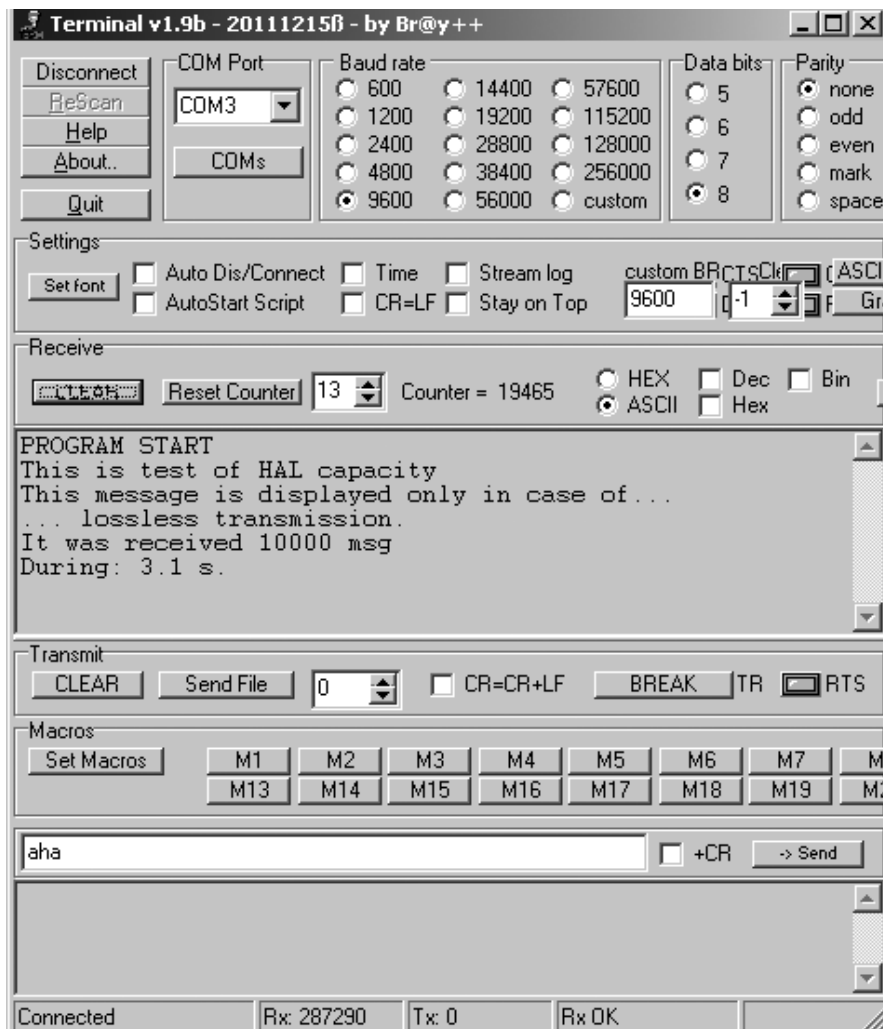 Terminal v1.9b - 20111215ß - by Br@y++
Disconnect
ReScan
Help
About..
Quit
COM Port
COM3
COMs
Baud rate
600 14400 57600
1200 19200 115200
2400 28800 128000
4800 38400 256000
9600 56000 custom
Data bits
5
6
7
8
Parity
none
odd
even
mark
space
Settings
Set font
Auto Dis/Connect Time Stream log
AutoStart Script CR=LF Stay on Top
custom BR
9600
CTS
-1
ASCI
Gr
Receive
CLEAR Reset Counter 13 Counter = 19465
HEX Dec Bin
ASCII Hex
PROGRAM START
This is test of HAL capacity
This message is displayed only in case of...
... lossless transmission.
It was received 10000 msg
During: 3.1 s.
Transmit
CLEAR Send File 0 CR=CR+LF BREAK TR RTS
Macros
Set Macros M1 M2 M3 M4 M5 M6 M7 M
M13 M14 M15 M16 M17 M18 M19
aha +CR -> Send
Connected Rx: 287290 Tx: 0 Rx OK